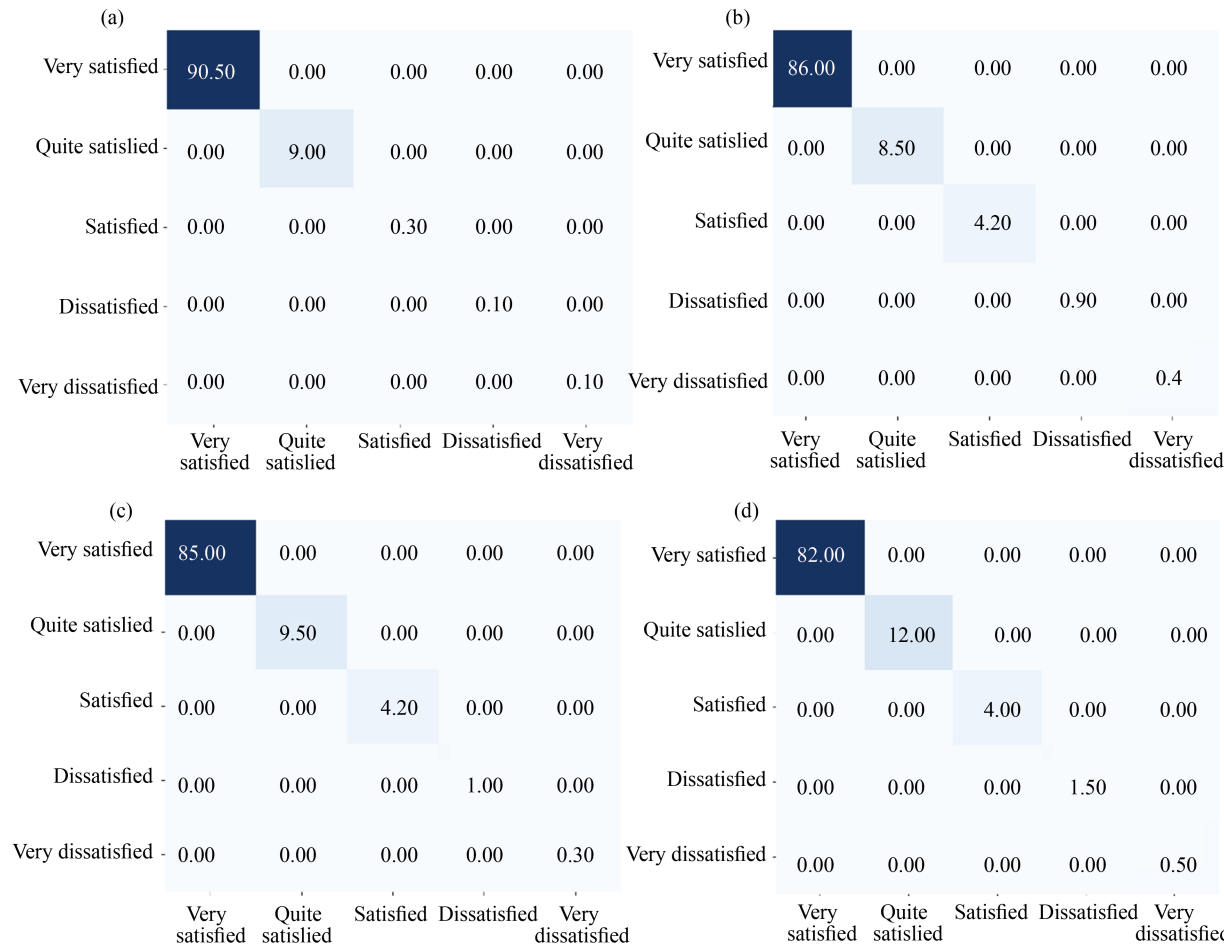 (a)
Very satisfied 90.50 0.00 0.00 0.00 0.00
Quite satislied 0.00 9.00 0.00 0.00 0.00
Satisfied 0.00 0.00 0.30 0.00 0.00
Dissatisfied 0.00 0.00 0.00 0.10 0.00
Very dissatisfied 0.00 0.00 0.00 0.00 0.10
Very Quite Satisfied Dissatisfied Very
satisfied satislied dissatisfied
(b)
Very satisfied 86.00 0.00 0.00 0.00 0.00
Quite satislied 0.00 8.50 0.00 0.00 0.00
Satisfied 0.00 0.00 4.20 0.00 0.00
Dissatisfied 0.00 0.00 0.00 0.90 0.00
Very dissatisfied 0.00 0.00 0.00 0.00 0.4
Very Quite Satisfied Dissatisfied Very
satisfied satislied dissatisfied
(c)
Very satisfied 85.00 0.00 0.00 0.00 0.00
Quite satislied 0.00 9.50 0.00 0.00 0.00
Satisfied 0.00 0.00 4.20 0.00 0.00
Dissatisfied 0.00 0.00 0.00 1.00 0.00
Very dissatisfied 0.00 0.00 0.00 0.00 0.30
Very Quite Satisfied Dissatisfied Very
satisfied satislied dissatisfied
(d)
Very satisfied 82.00 0.00 0.00 0.00 0.00
Quite satislied 0.00 12.00 0.00 0.00 0.00
Satisfied 0.00 0.00 4.00 0.00 0.00
Dissatisfied 0.00 0.00 0.00 1.50 0.00
Very dissatisfied 0.00 0.00 0.00 0.00 0.50
Very Quite Satisfied Dissatisfied Very
satisfied satislied dissatisfied